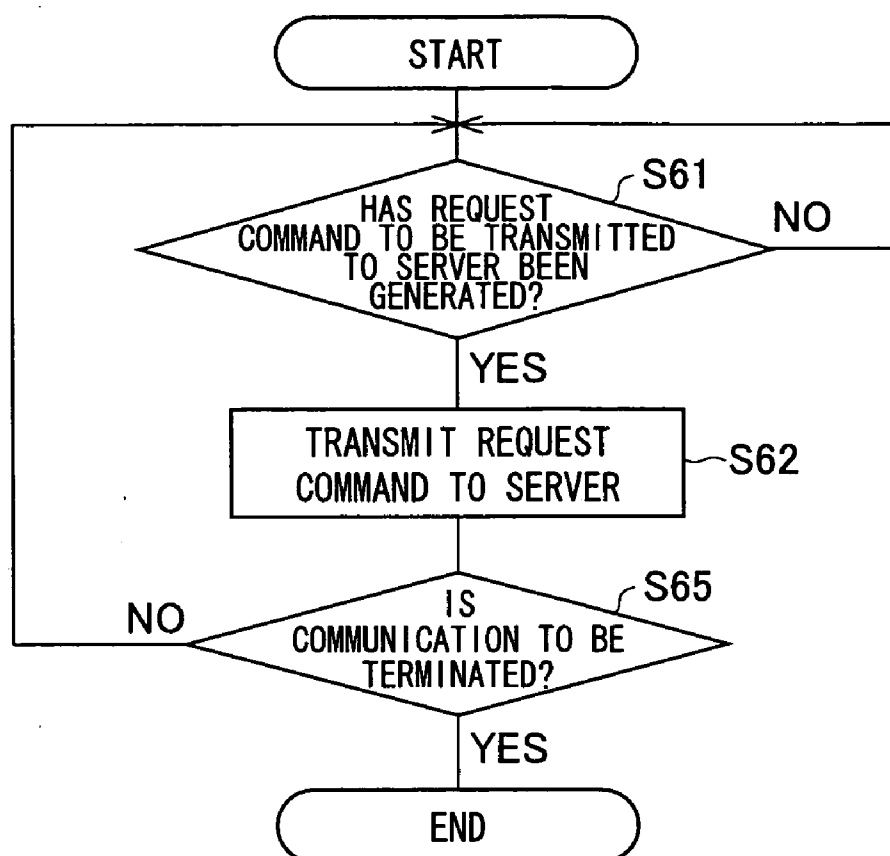 START
S61
HAS REQUEST
COMMAND TO BE TRANSMITTED
TO SERVER BEEN
GENERATED?
NO
YES
TRANSMIT REQUEST
COMMAND TO SERVER
S62
S65
IS
COMMUNICATION TO BE
TERMINATED?
NO
YES
END